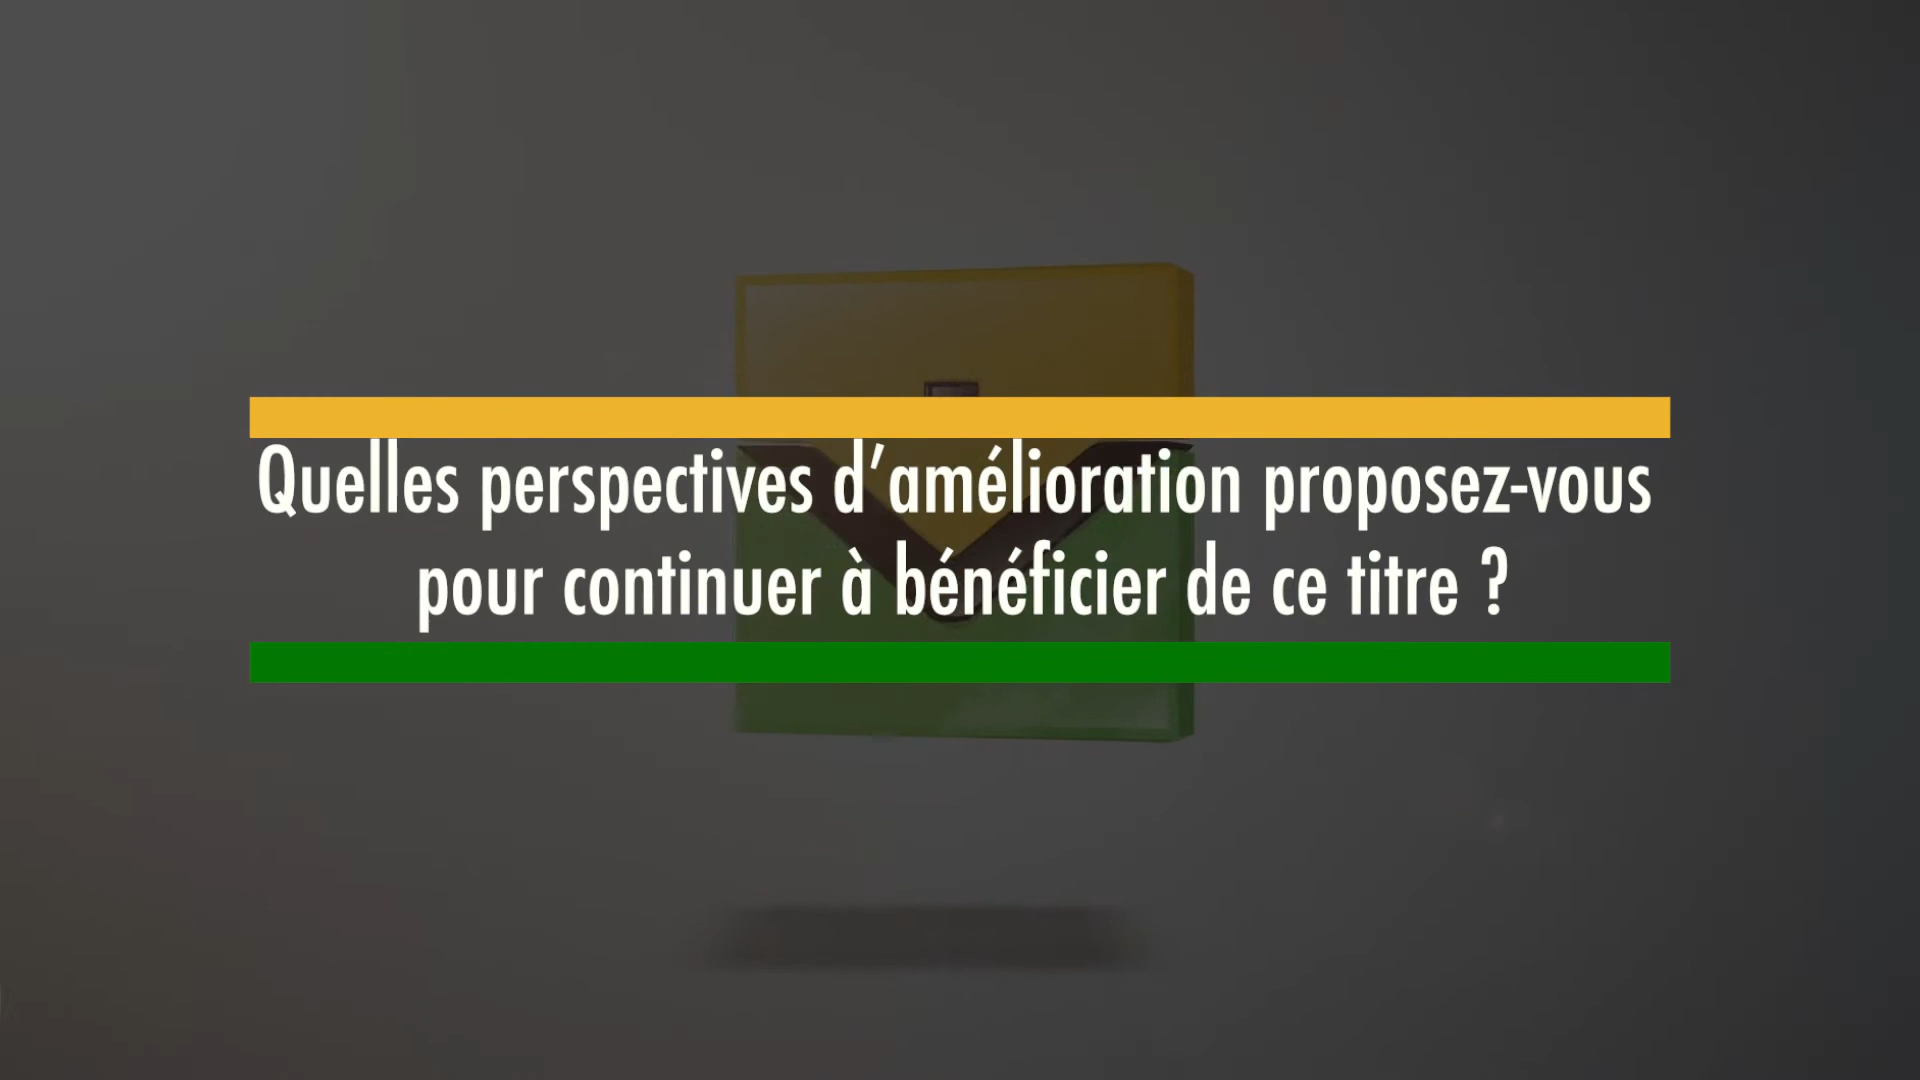 Quelles perspectives d’amélioration proposez-vous
pour continuer à bénéficier de ce titre ?